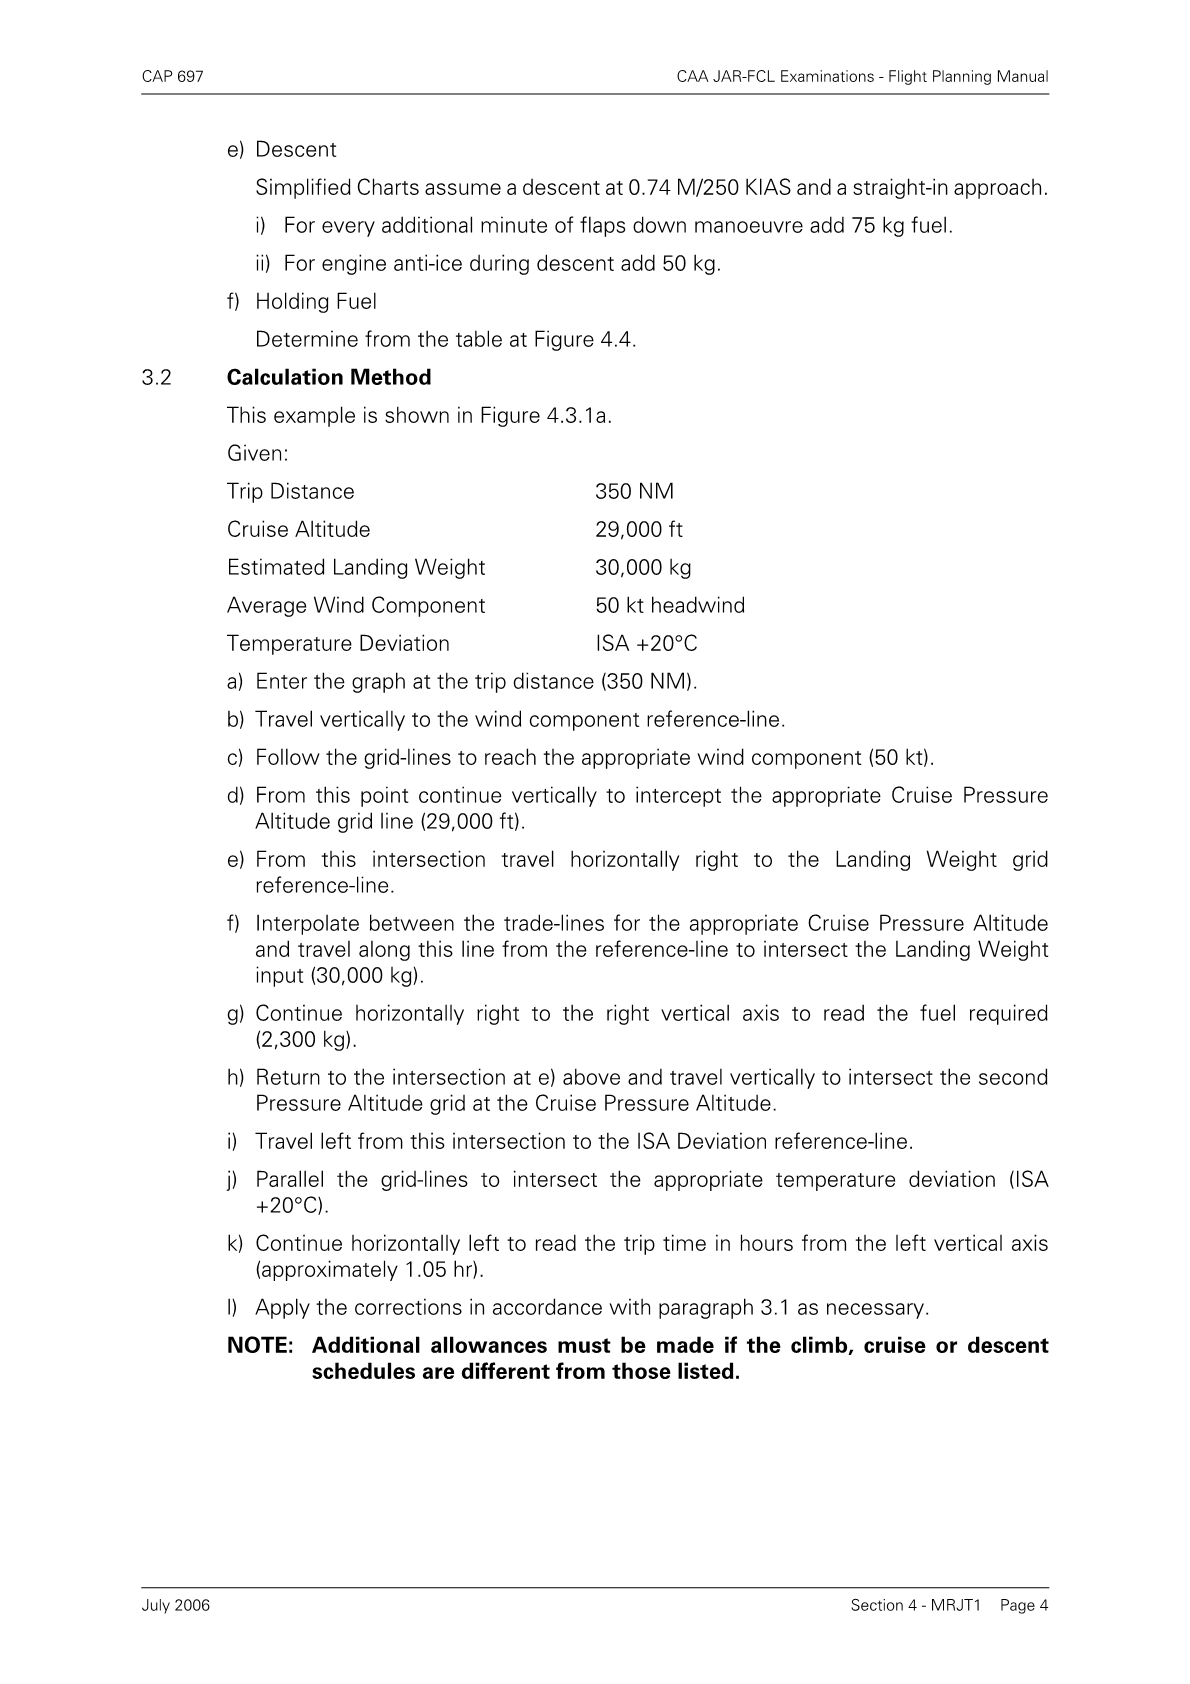 CAP 697 CAA JAR-FCL Examinations - Flight Planning Manual
e) Descent
Simplified Charts assume a descent at 0.74 M/250 KIAS and a straight-in approach.
i) For every additional minute of flaps down manoeuvre add 75 kg fuel.
ii) For engine anti-ice during descent add 50 kg.
f) Holding Fuel
Determine from the table at Figure 4.4.
3.2 Calculation Method
This example is shown in Figure 4.3.1a.
Given:
Trip Distance 350 NM
Cruise Altitude 29,000 ft
Estimated Landing Weight 30,000 kg
Average Wind Component 50 kt headwind
Temperature Deviation ISA +20°C
a) Enter the graph at the trip distance (350 NM).
b) Travel vertically to the wind component reference-line.
c) Follow the grid-lines to reach the appropriate wind component (50 kt).
d) From this point continue vertically to intercept the appropriate Cruise Pressure
Altitude grid line (29,000 ft).
e) From this intersection travel horizontally right to the Landing Weight grid
reference-line.
f) Interpolate between the trade-lines for the appropriate Cruise Pressure Altitude
and travel along this line from the reference-line to intersect the Landing Weight
input (30,000 kg).
g) Continue horizontally right to the right vertical axis to read the fuel required
(2,300 kg).
h) Return to the intersection at e) above and travel vertically to intersect the second
Pressure Altitude grid at the Cruise Pressure Altitude.
i) Travel left from this intersection to the ISA Deviation reference-line.
j) Parallel the grid-lines to intersect the appropriate temperature deviation (ISA
+20°C).
k) Continue horizontally left to read the trip time in hours from the left vertical axis
(approximately 1.05 hr).
l) Apply the corrections in accordance with paragraph 3.1 as necessary.
NOTE: Additional allowances must be made if the climb, cruise or descent
schedules are different from those listed.
July 2006 Section 4 - MRJT1 Page 4